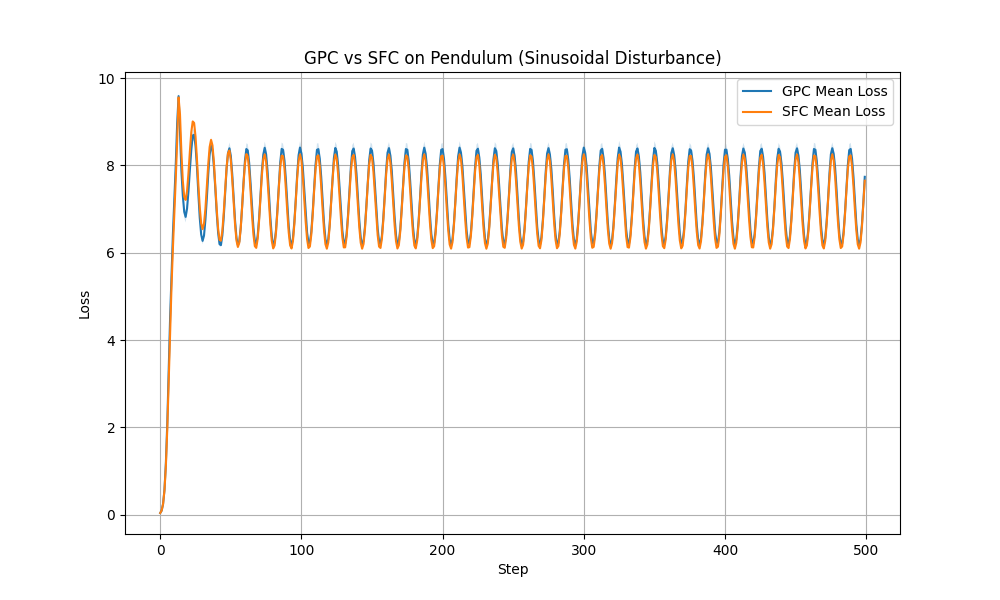 GPC vs SFC on Pendulum (Sinusoidal Disturbance)
GPC Mean Loss
SFC Mean Loss
Loss
10
8
6
4
2
0
0 100 200 300 400 500
Step